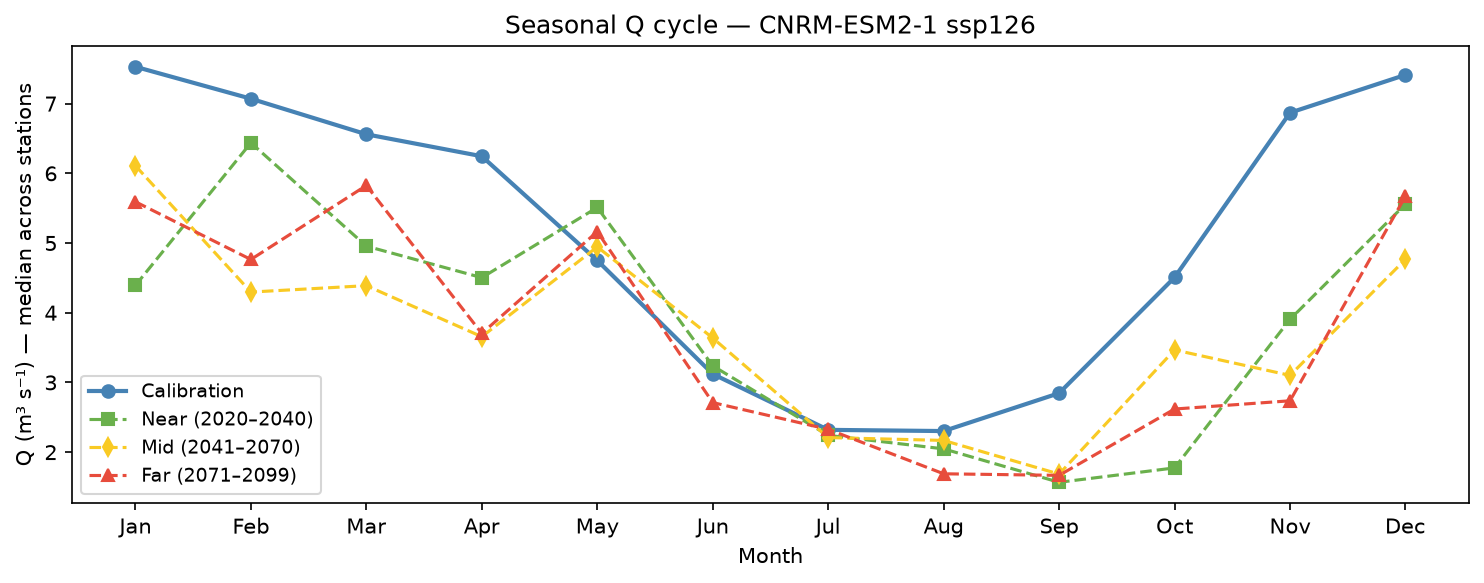 Seasonal Q cycle — CNRM-ESM2-1 ssp126
Q (m³ s⁻¹) — median across stations
7
6
5
4
3
2
Calibration
Near (2020–2040)
Mid (2041–2070)
Far (2071–2099)
Jan Feb Mar Apr May Jun Jul Aug Sep Oct Nov Dec
Month